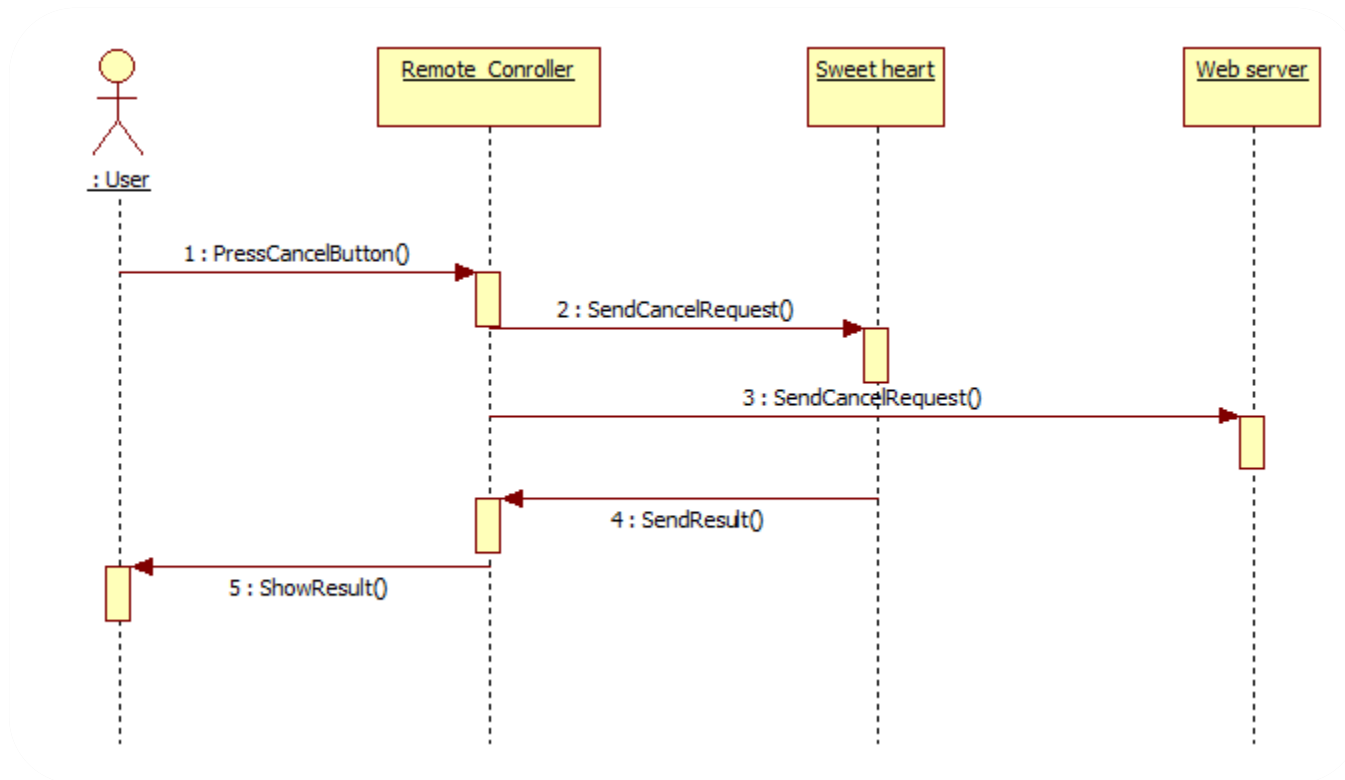 Remote_Conroller
Sweet heart
Web server
: User
1 : PressCancelButton()
2 : SendCancelRequest()
3 : SendCancelRequest()
4 : SendResult()
5 : ShowResult()